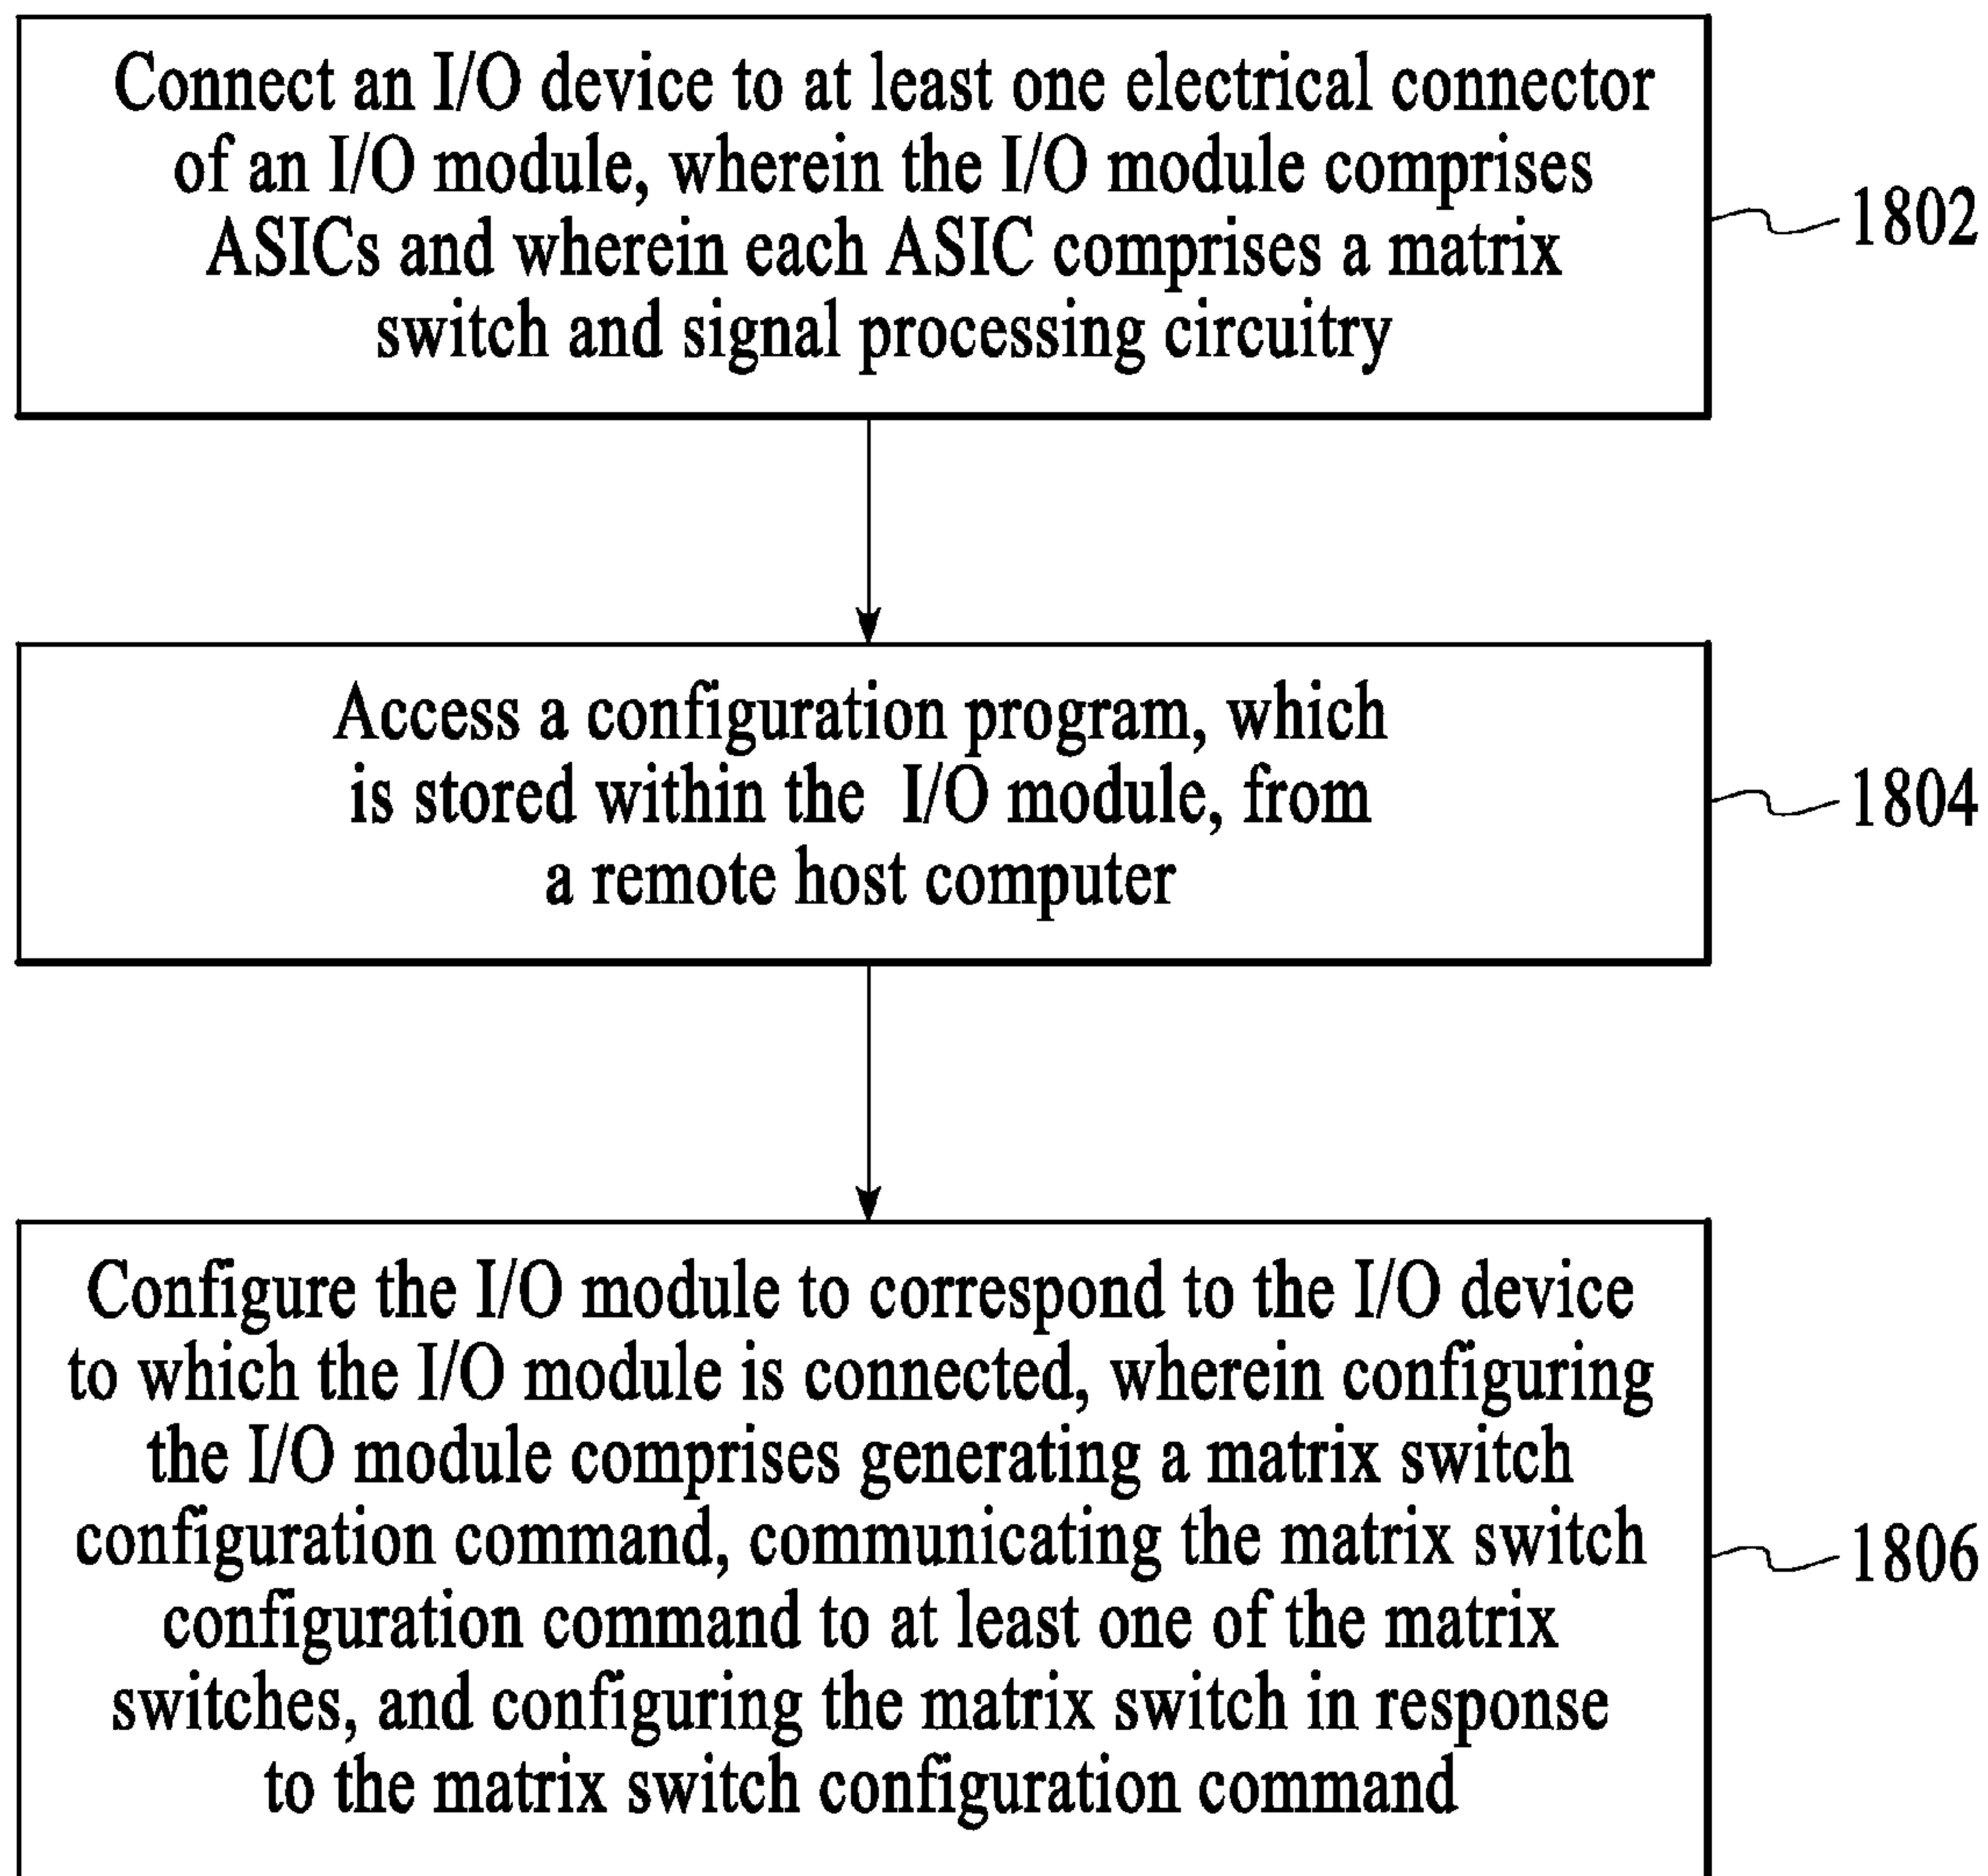 Connect an I/O device to at least one electrical connector
of an I/O module, wherein the I/O module comprises
ASICs and wherein each ASIC comprises a matrix
switch and signal processing circuitry
1802
Access a configuration program, which
is stored within the I/O module, from
a remote host computer
1804
Configure the I/O module to correspond to the I/O device
to which the I/O module is connected, wherein configuring
the I/O module comprises generating a matrix switch
configuration command, communicating the matrix switch
configuration command to at least one of the matrix
switches, and configuring the matrix switch in response
to the matrix switch configuration command
1806